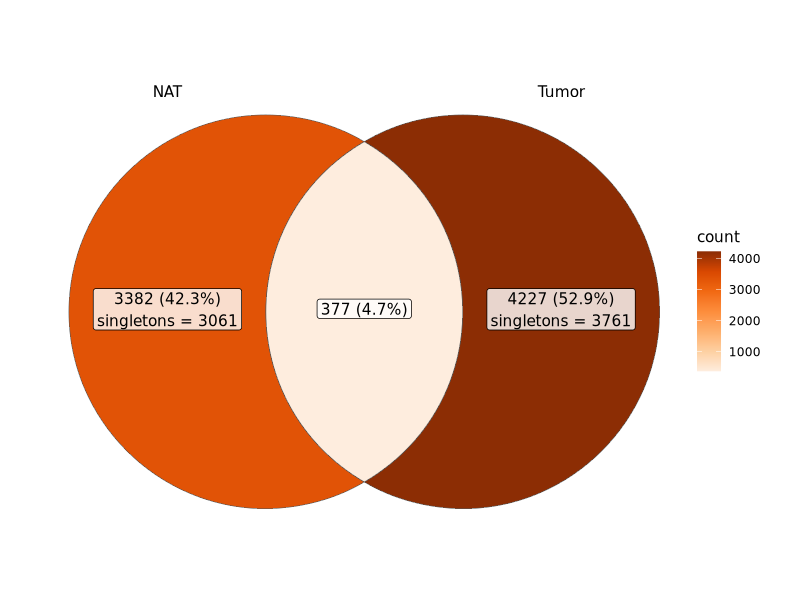 NAT
Tumor
3382 (42.3%)
singletons = 3061
377 (4.7%)
4227 (52.9%)
singletons = 3761
count
4000
3000
2000
1000